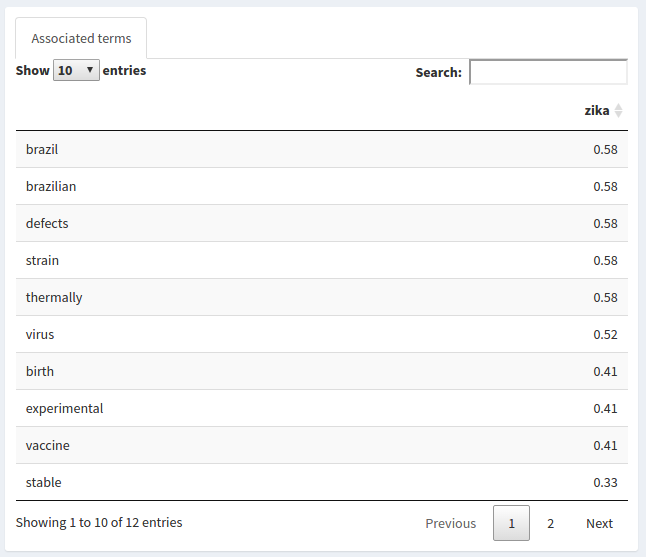 Associated terms
Show 10 entries
Search:
zika
brazil 0.58
brazilian 0.58
defects 0.58
strain 0.58
thermally 0.58
virus 0.52
birth 0.41
experimental 0.41
vaccine 0.41
stable 0.33
Showing 1 to 10 of 12 entries Previous 1 2 Next